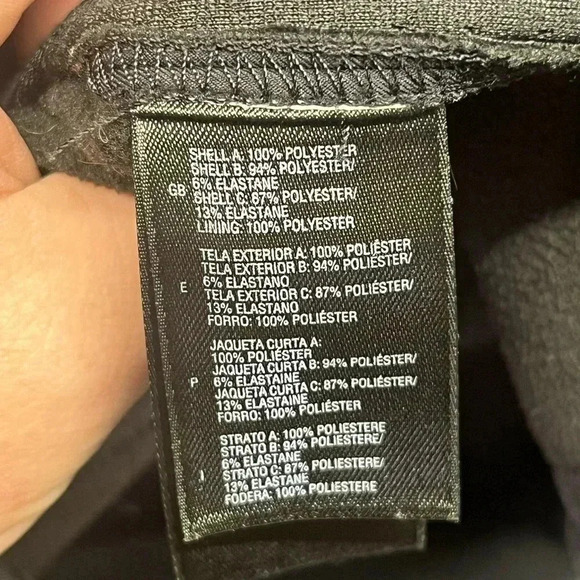 SHELL A: 100% POLYESTER
SHELL B: 94% POLYESTER/
GB 6% ELASTANE
SHELL C: 87% POLYESTER/
13% ELASTANE
LINING: 100% POLYESTER
TELA EXTERIOR A: 100% POLIÉSTER
TELA EXTERIOR B: 94% POLIÉSTER/
E 6% ELASTANO
TELA EXTERIOR C: 87% POLIÉSTER/
13% ELASTANO
FORRO: 100% POLIÉSTER
JAQUETA CURTA A:
100% POLIÉSTER
JAQUETA CURTA B: 94% POLIÉSTER/
P 6% ELASTAINE
JAQUETA CURTA C: 87% POLIÉSTER/
13% ELASTAINE
FORRO: 100% POLIÉSTER
STRATO A: 100% POLIESTERE
STRATO B: 94% POLIESTERE/
6% ELASTANE
I STRATO C: 87% POLIESTERE/
13% ELASTANE
FODERA: 100% POLIESTERE